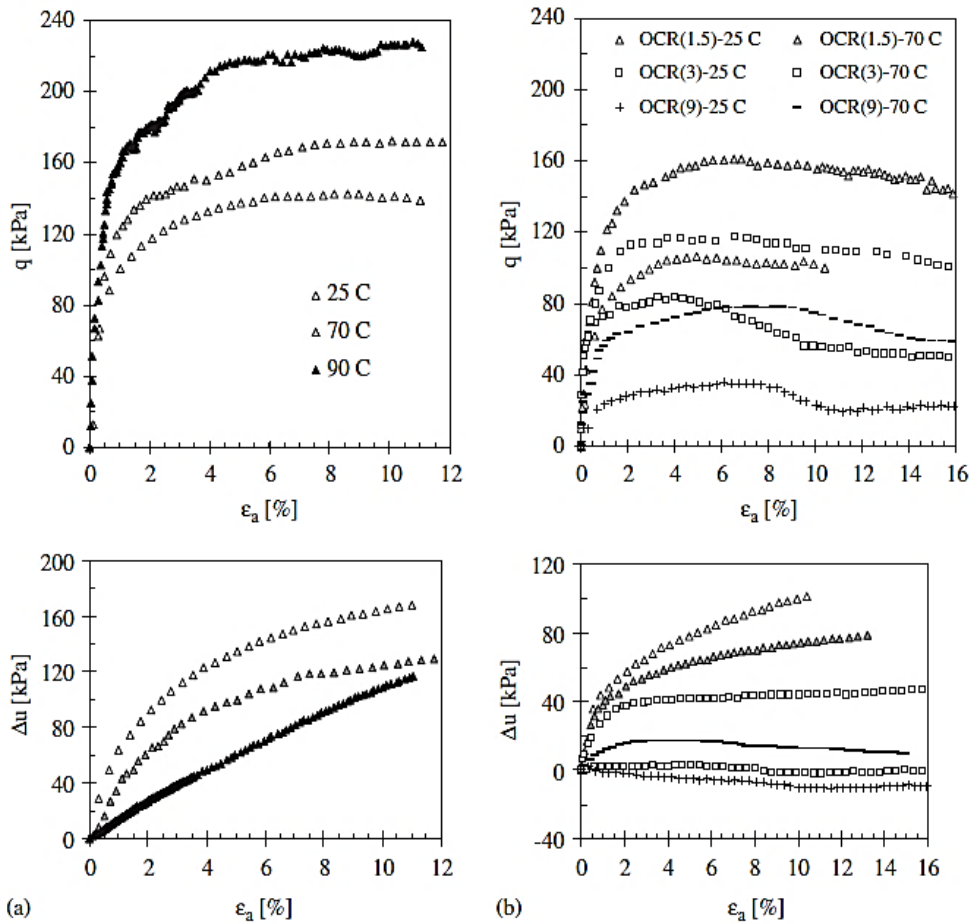 240
200
160
120
80
40
0
q [kPa]
0 2 4 6 8 10 12
εa [%]
25 C
70 C
90 C
240
200
160
120
80
40
0
q [kPa]
0 2 4 6 8 10 12 14 16
εa [%]
OCR(1.5)-25 C OCR(1.5)-70 C
OCR(3)-25 C OCR(3)-70 C
OCR(9)-25 C OCR(9)-70 C
200
160
120
80
40
0
Δu [kPa]
0 2 4 6 8 10 12
(a) εa [%]
120
80
40
0
-40
Δu [kPa]
0 2 4 6 8 10 12 14 16
(b) εa [%]